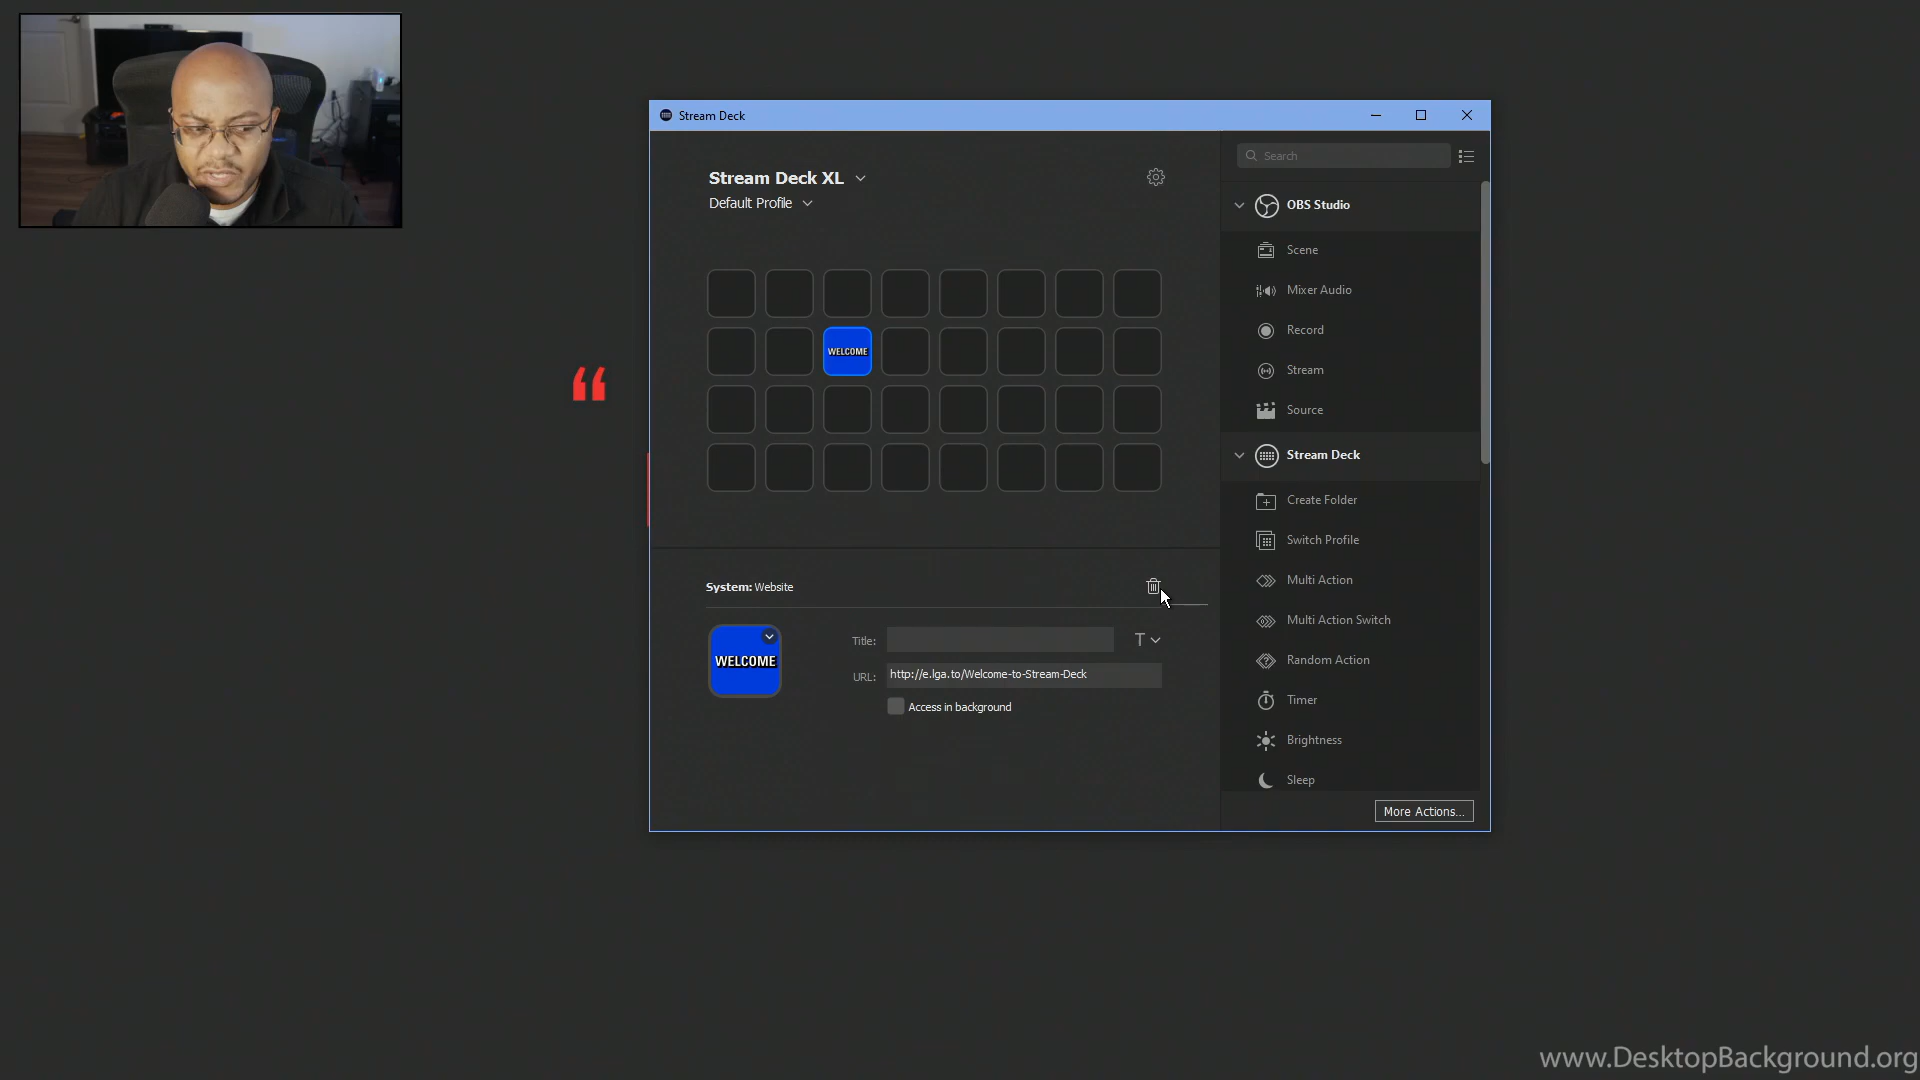 Stream Deck
Stream Deck XL
Default Profile
WELCOME
System: Website
WELCOME
Title:
T
URL: http://e.lga.to/Welcome-to-Stream-Deck
Access in background
Search
OBS Studio
Scene
Mixer Audio
Record
Stream
Source
Stream Deck
Create Folder
Switch Profile
Multi Action
Multi Action Switch
Random Action
Timer
Brightness
Sleep
More Actions...
“
www.DesktopBackground.org